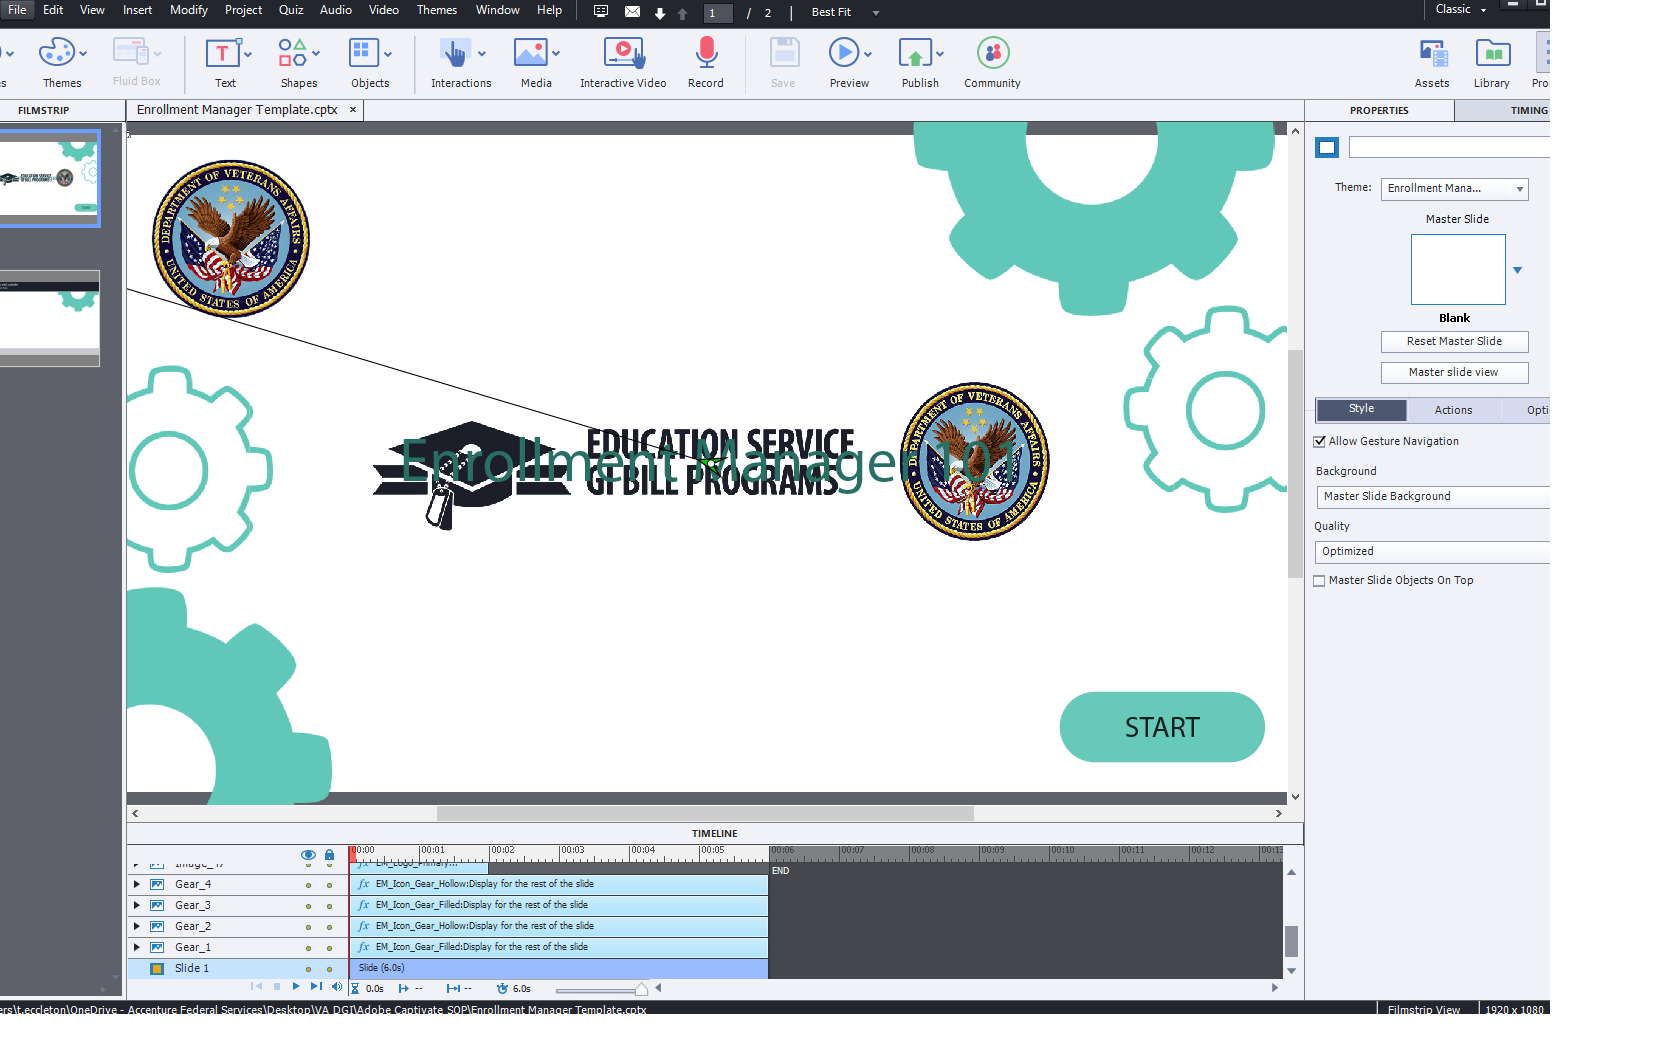 File Edit View Insert Modify Project Quiz Audio Video Themes Window Help 1 / 2 Best Fit Classic
Themes Fluid Box Text Shapes Objects Interactions Media Interactive Video Record Save Preview Publish Community Assets Library
FILMSTRIP
Enrollment Manager Template.cptx ×
PROPERTIES TIMING
Theme: Enrollment Mana...
Master Slide
Blank
Reset Master Slide
Master slide view
Style Actions
Allow Gesture Navigation
Background
Master Slide Background
Quality
Optimized
Master Slide Objects On Top
DEPARTMENT OF VETERANS AFFAIRS
UNITED STATES OF AMERICA
EDUCATION SERVICE
GI BILL PROGRAMS
Enrollment Manager 101
DEPARTMENT OF VETERANS AFFAIRS
UNITED STATES OF AMERICA
START
TIMELINE
00:00 00:01 00:02 00:03 00:04 00:05 00:06 00:07 00:08 00:09 00:10 00:11 00:12 00:13
END
Gear_4 fx EM_Icon_Gear_Hollow:Display for the rest of the slide
Gear_3 fx EM_Icon_Gear_Filled:Display for the rest of the slide
Gear_2 fx EM_Icon_Gear_Hollow:Display for the rest of the slide
Gear_1 fx EM_Icon_Gear_Filled:Display for the rest of the slide
Slide 1 Slide (6.0s)
0.0s -- -- 6.0s
ers\t.eccleton\OneDrive - Accenture Federal Services\Desktop\VA DGI\Adobe Captivate SOP\Enrollment Manager Template.cptx Filmstrip View 1920 x 1080